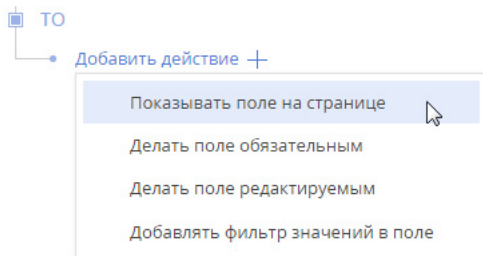 ТО
Добавить действие
Показывать поле на странице
Делать поле обязательным
Делать поле редактируемым
Добавлять фильтр значений в поле